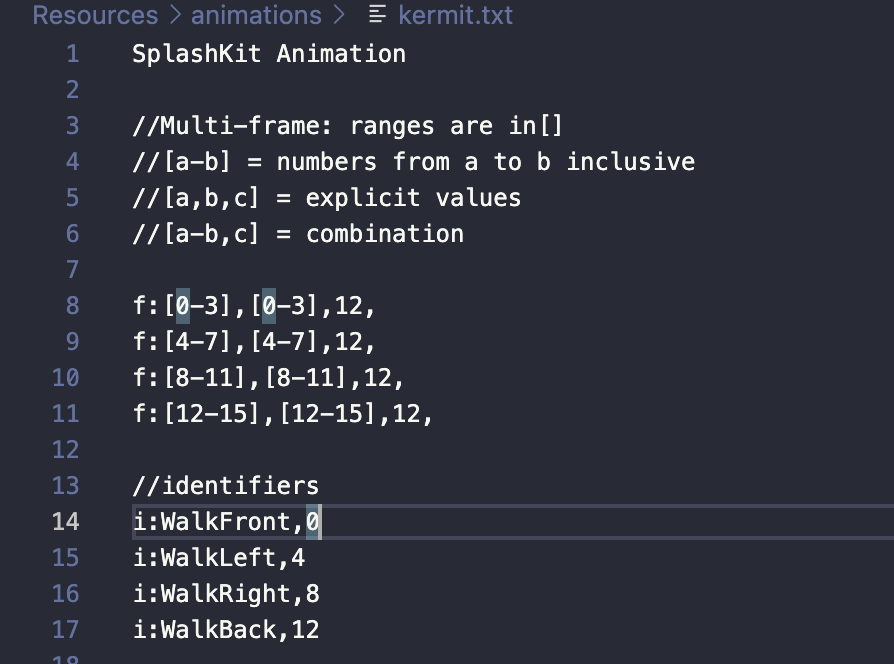 Resources > animations > kermit.txt
1 SplashKit Animation
2
3 //Multi-frame: ranges are in[]
4 //[a-b] = numbers from a to b inclusive
5 //[a,b,c] = explicit values
6 //[a-b,c] = combination
7
8 f:[0-3],[0-3],12,
9 f:[4-7],[4-7],12,
10 f:[8-11],[8-11],12,
11 f:[12-15],[12-15],12,
12
13 //identifiers
14 i:WalkFront,0
15 i:WalkLeft,4
16 i:WalkRight,8
17 i:WalkBack,12
18